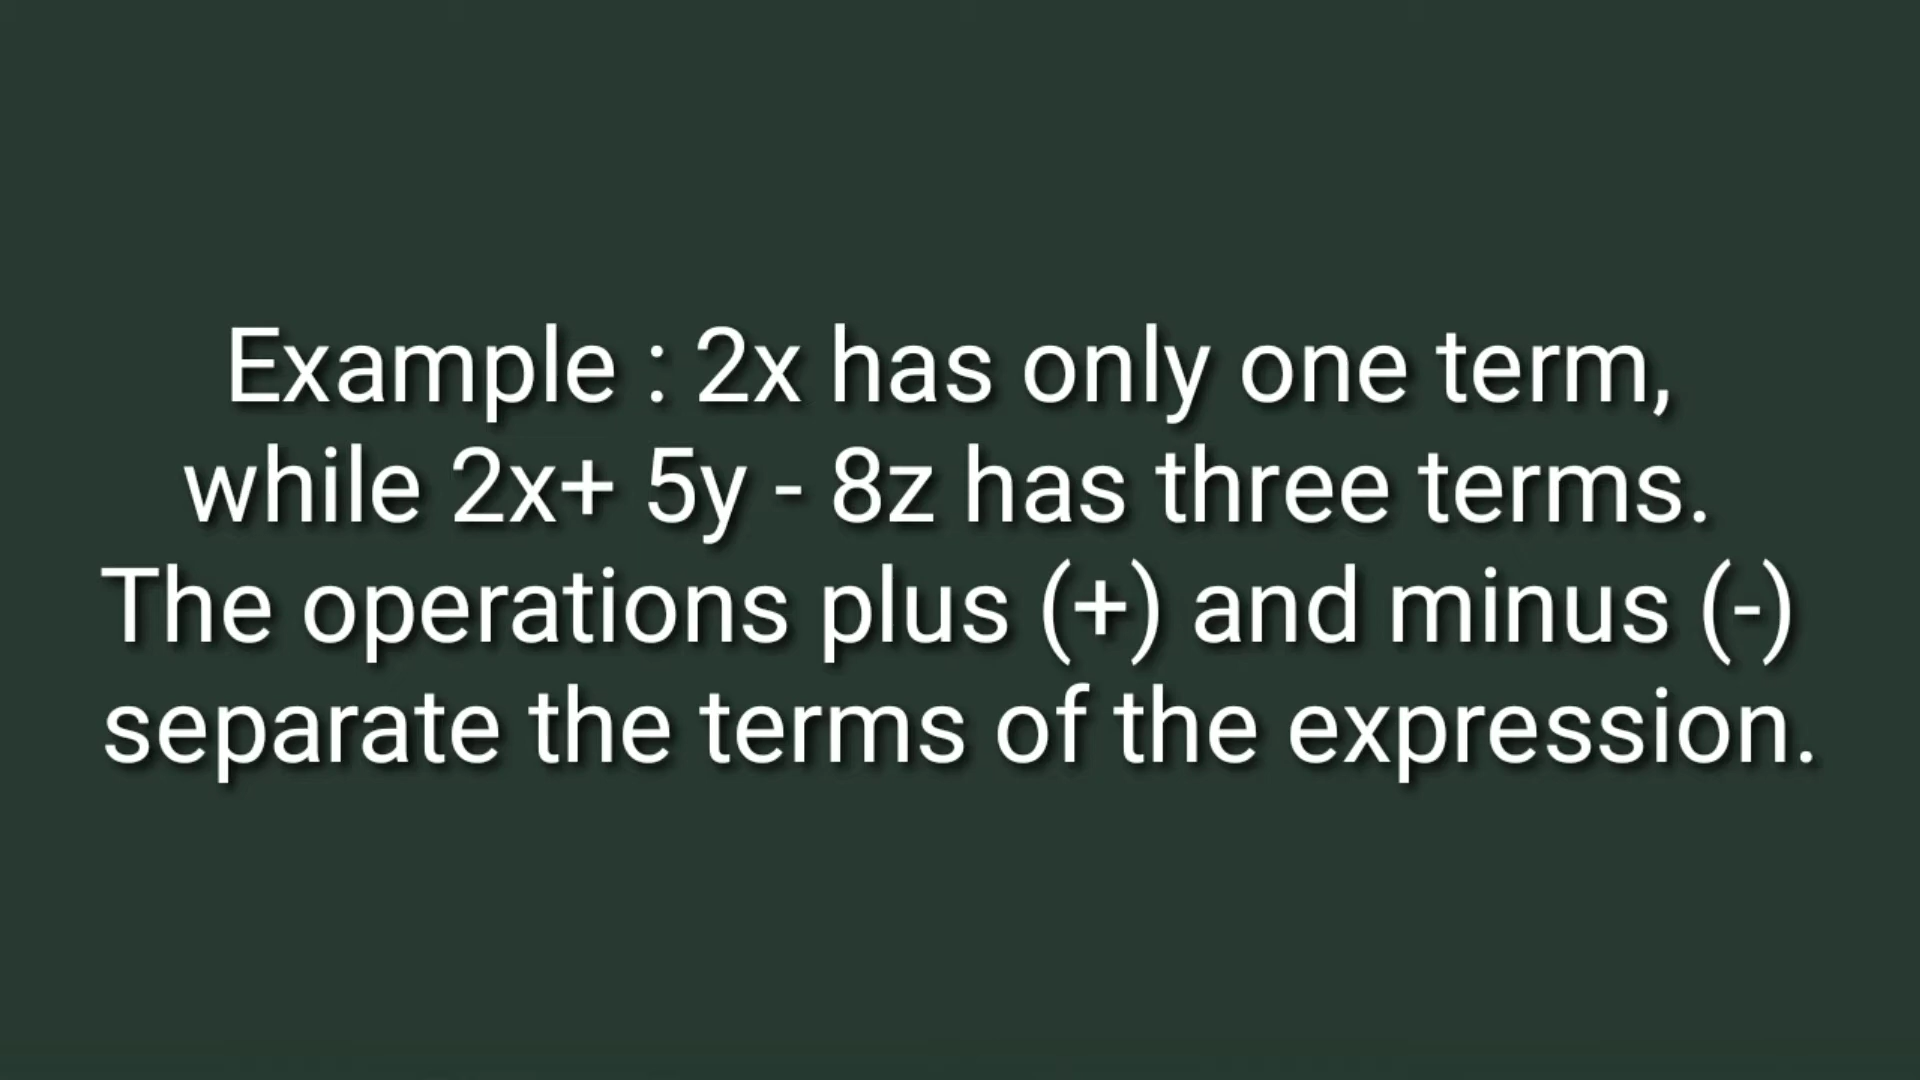 Example : 2x has only one term,
while 2x+ 5y - 8z has three terms.
The operations plus (+) and minus (-)
separate the terms of the expression.